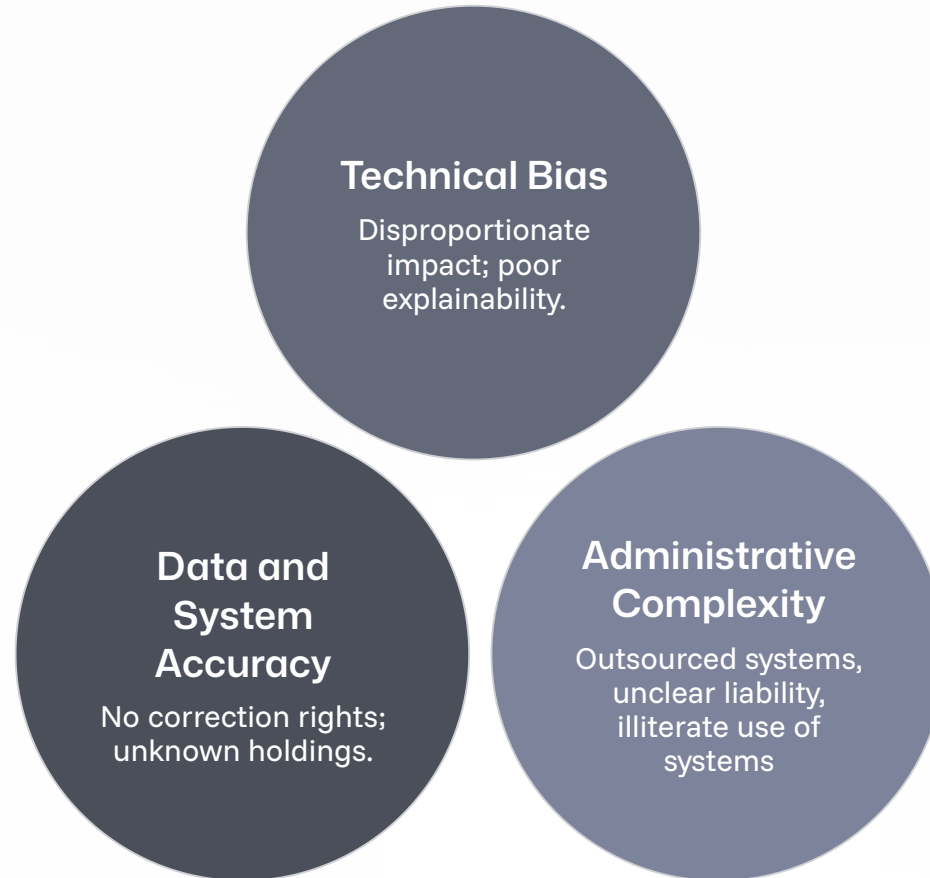 Technical Bias
Disproportionate
impact; poor
explainability.
Data and
System
Accuracy
No correction rights;
unknown holdings.
Administrative
Complexity
Outsourced systems,
unclear liability,
illiterate use of
systems